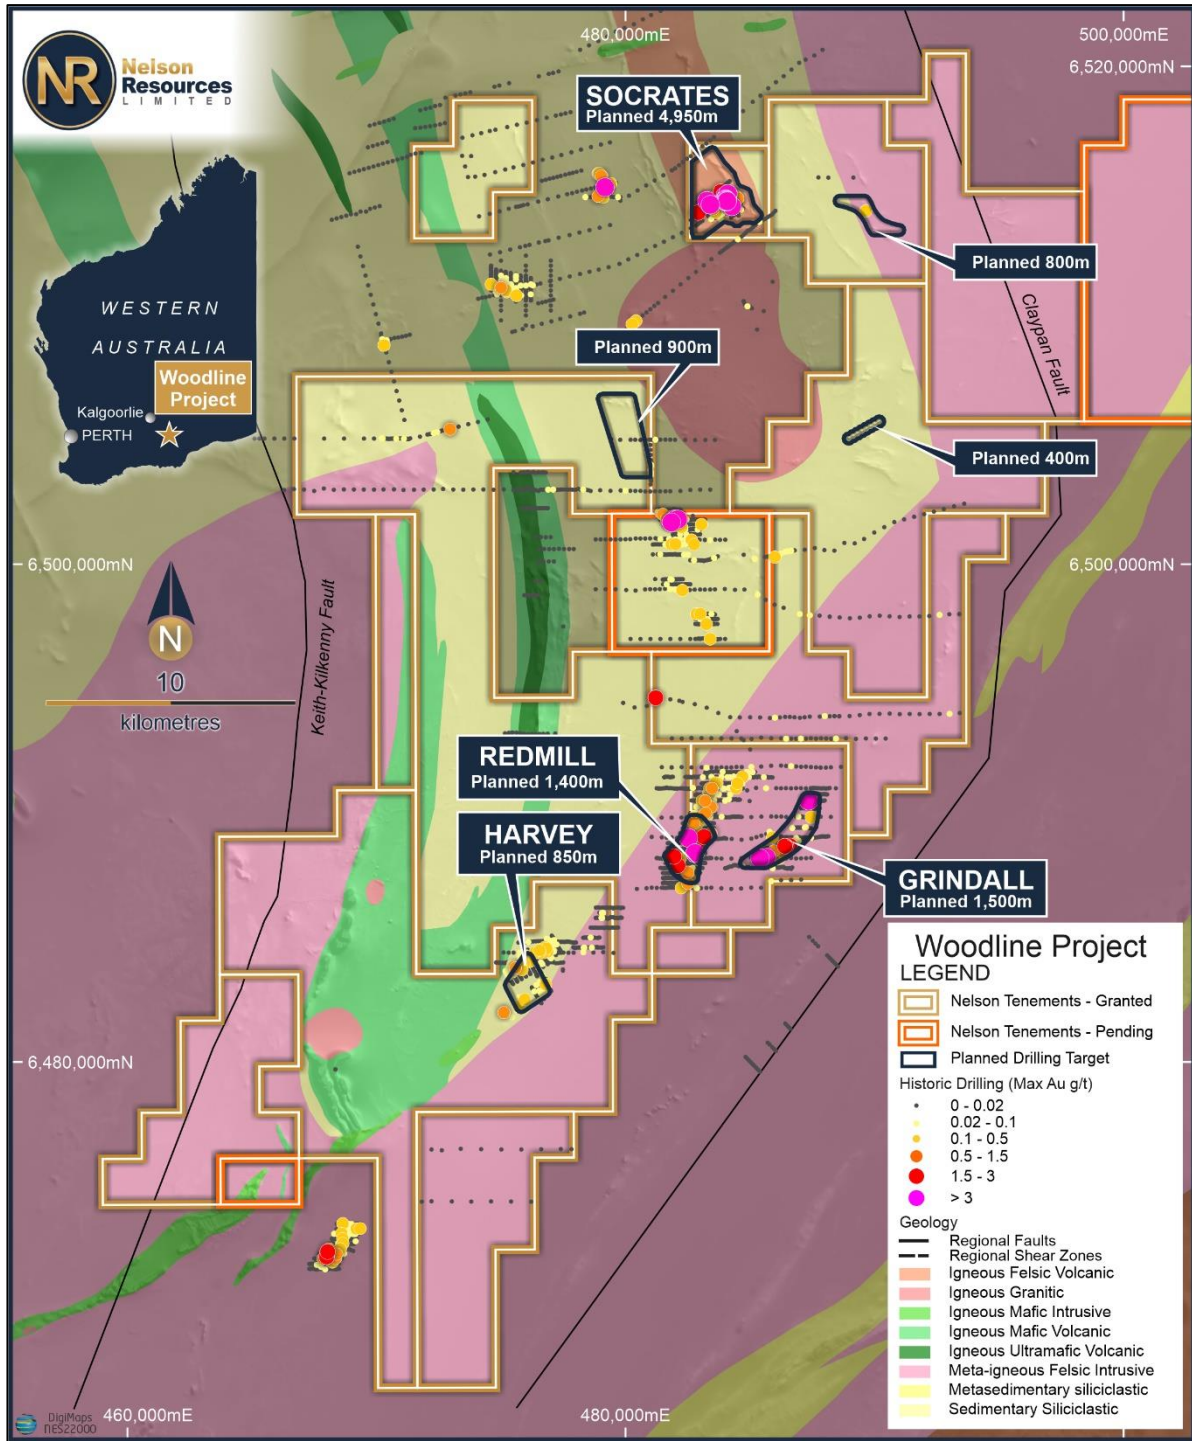 480,000mE
500,000mE
6,520,000mN
NR
Nelson
Resources
LIMITED
SOCRATES
Planned 4,950m
Planned 800m
WESTERN
AUSTRALIA
Woodline
Project
Kalgoorlie
PERTH
Planned 900m
Claypan Fault
Planned 400m
6,500,000mN
6,500,000mN
N
10
kilometres
Keith-Kilkenny Fault
REDMILL
Planned 1,400m
HARVEY
Planned 850m
GRINDALL
Planned 1,500m
6,480,000mN
Woodline Project
LEGEND
Nelson Tenements - Granted
Nelson Tenements - Pending
Planned Drilling Target
Historic Drilling (Max Au g/t)
0 - 0.02
0.02 - 0.1
0.1 - 0.5
0.5 - 1.5
1.5 - 3
> 3
Geology
Regional Faults
Regional Shear Zones
Igneous Felsic Volcanic
Igneous Granitic
Igneous Mafic Intrusive
Igneous Mafic Volcanic
Igneous Ultramafic Volcanic
Meta-igneous Felsic Intrusive
Metasedimentary siliciclastic
Sedimentary Siliciclastic
DigiMaps
NES22000
460,000mE
480,000mE